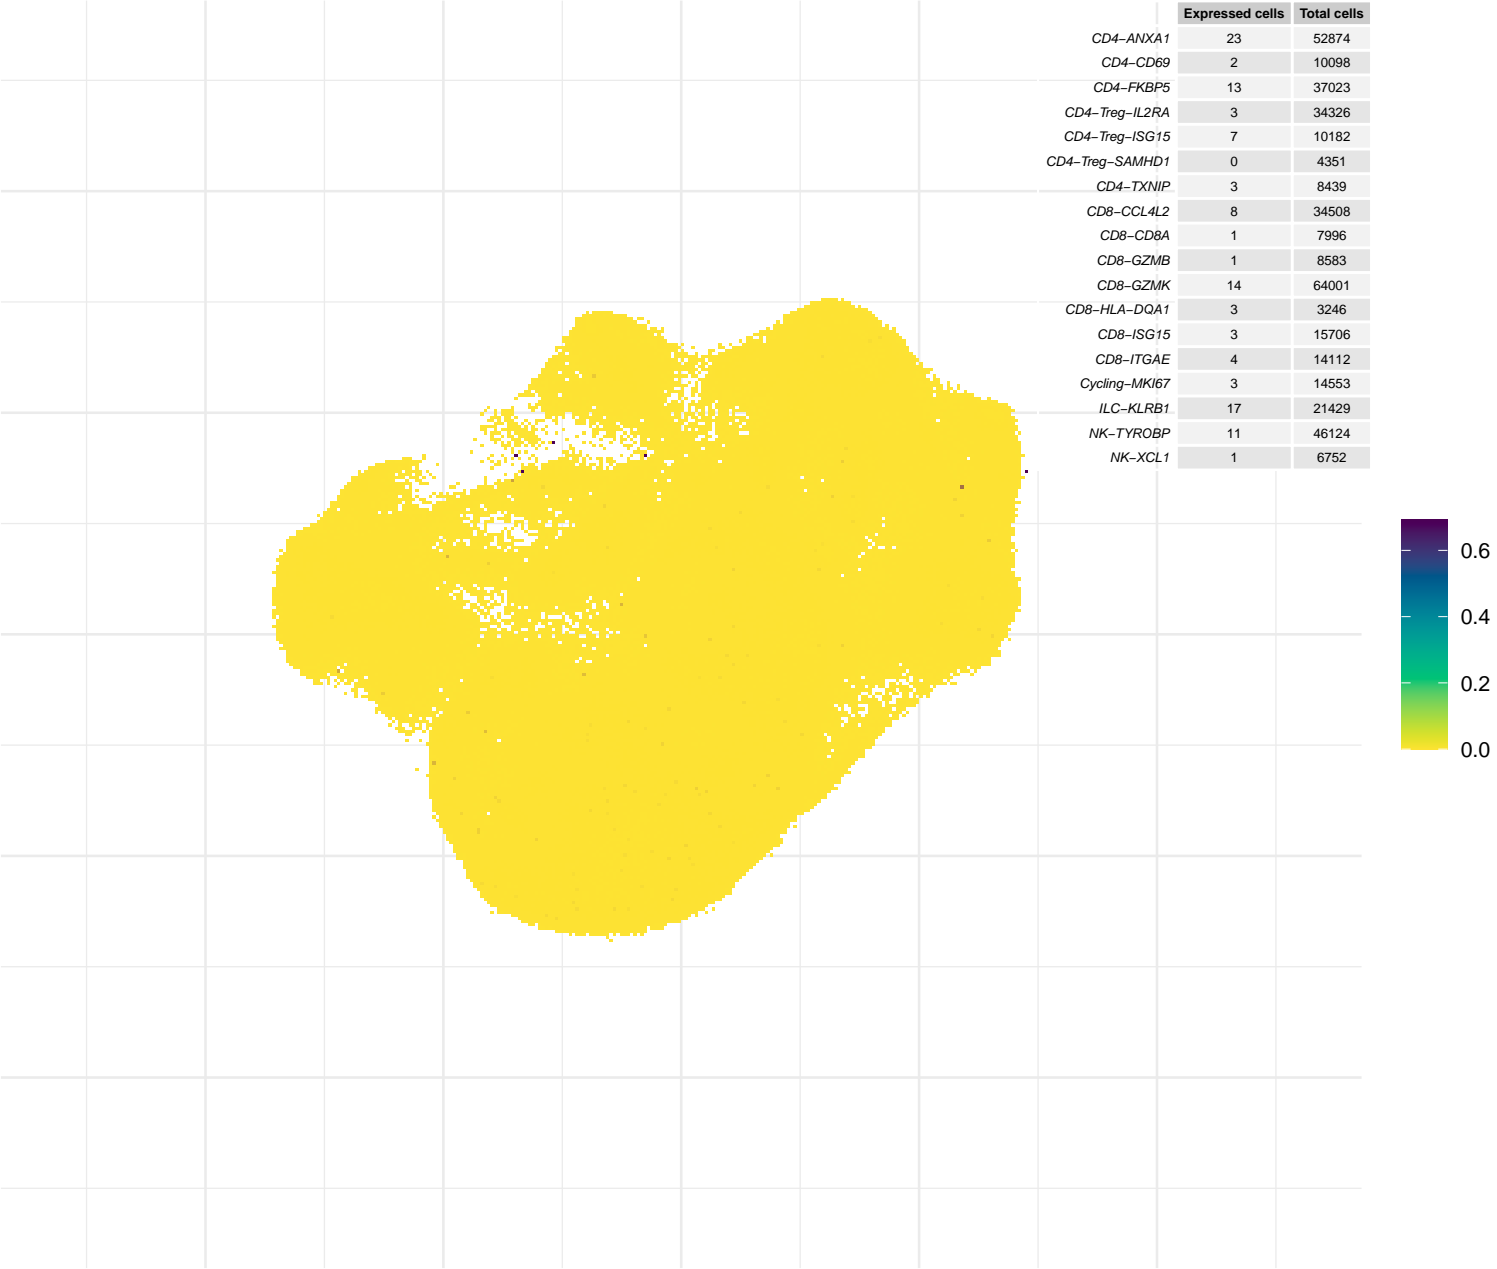 Expressed cells Total cells
CD4−ANXA1 23 52874
CD4−CD69 2 10098
CD4−FKBP5 13 37023
CD4−Treg−IL2RA 3 34326
CD4−Treg−ISG15 7 10182
CD4−Treg−SAMHD1 0 4351
CD4−TXNIP 3 8439
CD8−CCL4L2 8 34508
CD8−CD8A 1 7996
CD8−GZMB 1 8583
CD8−GZMK 14 64001
CD8−HLA−DQA1 3 3246
CD8−ISG15 3 15706
CD8−ITGAE 4 14112
Cycling−MKI67 3 14553
ILC−KLRB1 17 21429
NK−TYROBP 11 46124
NK−XCL1 1 6752
0.6
0.4
0.2
0.0